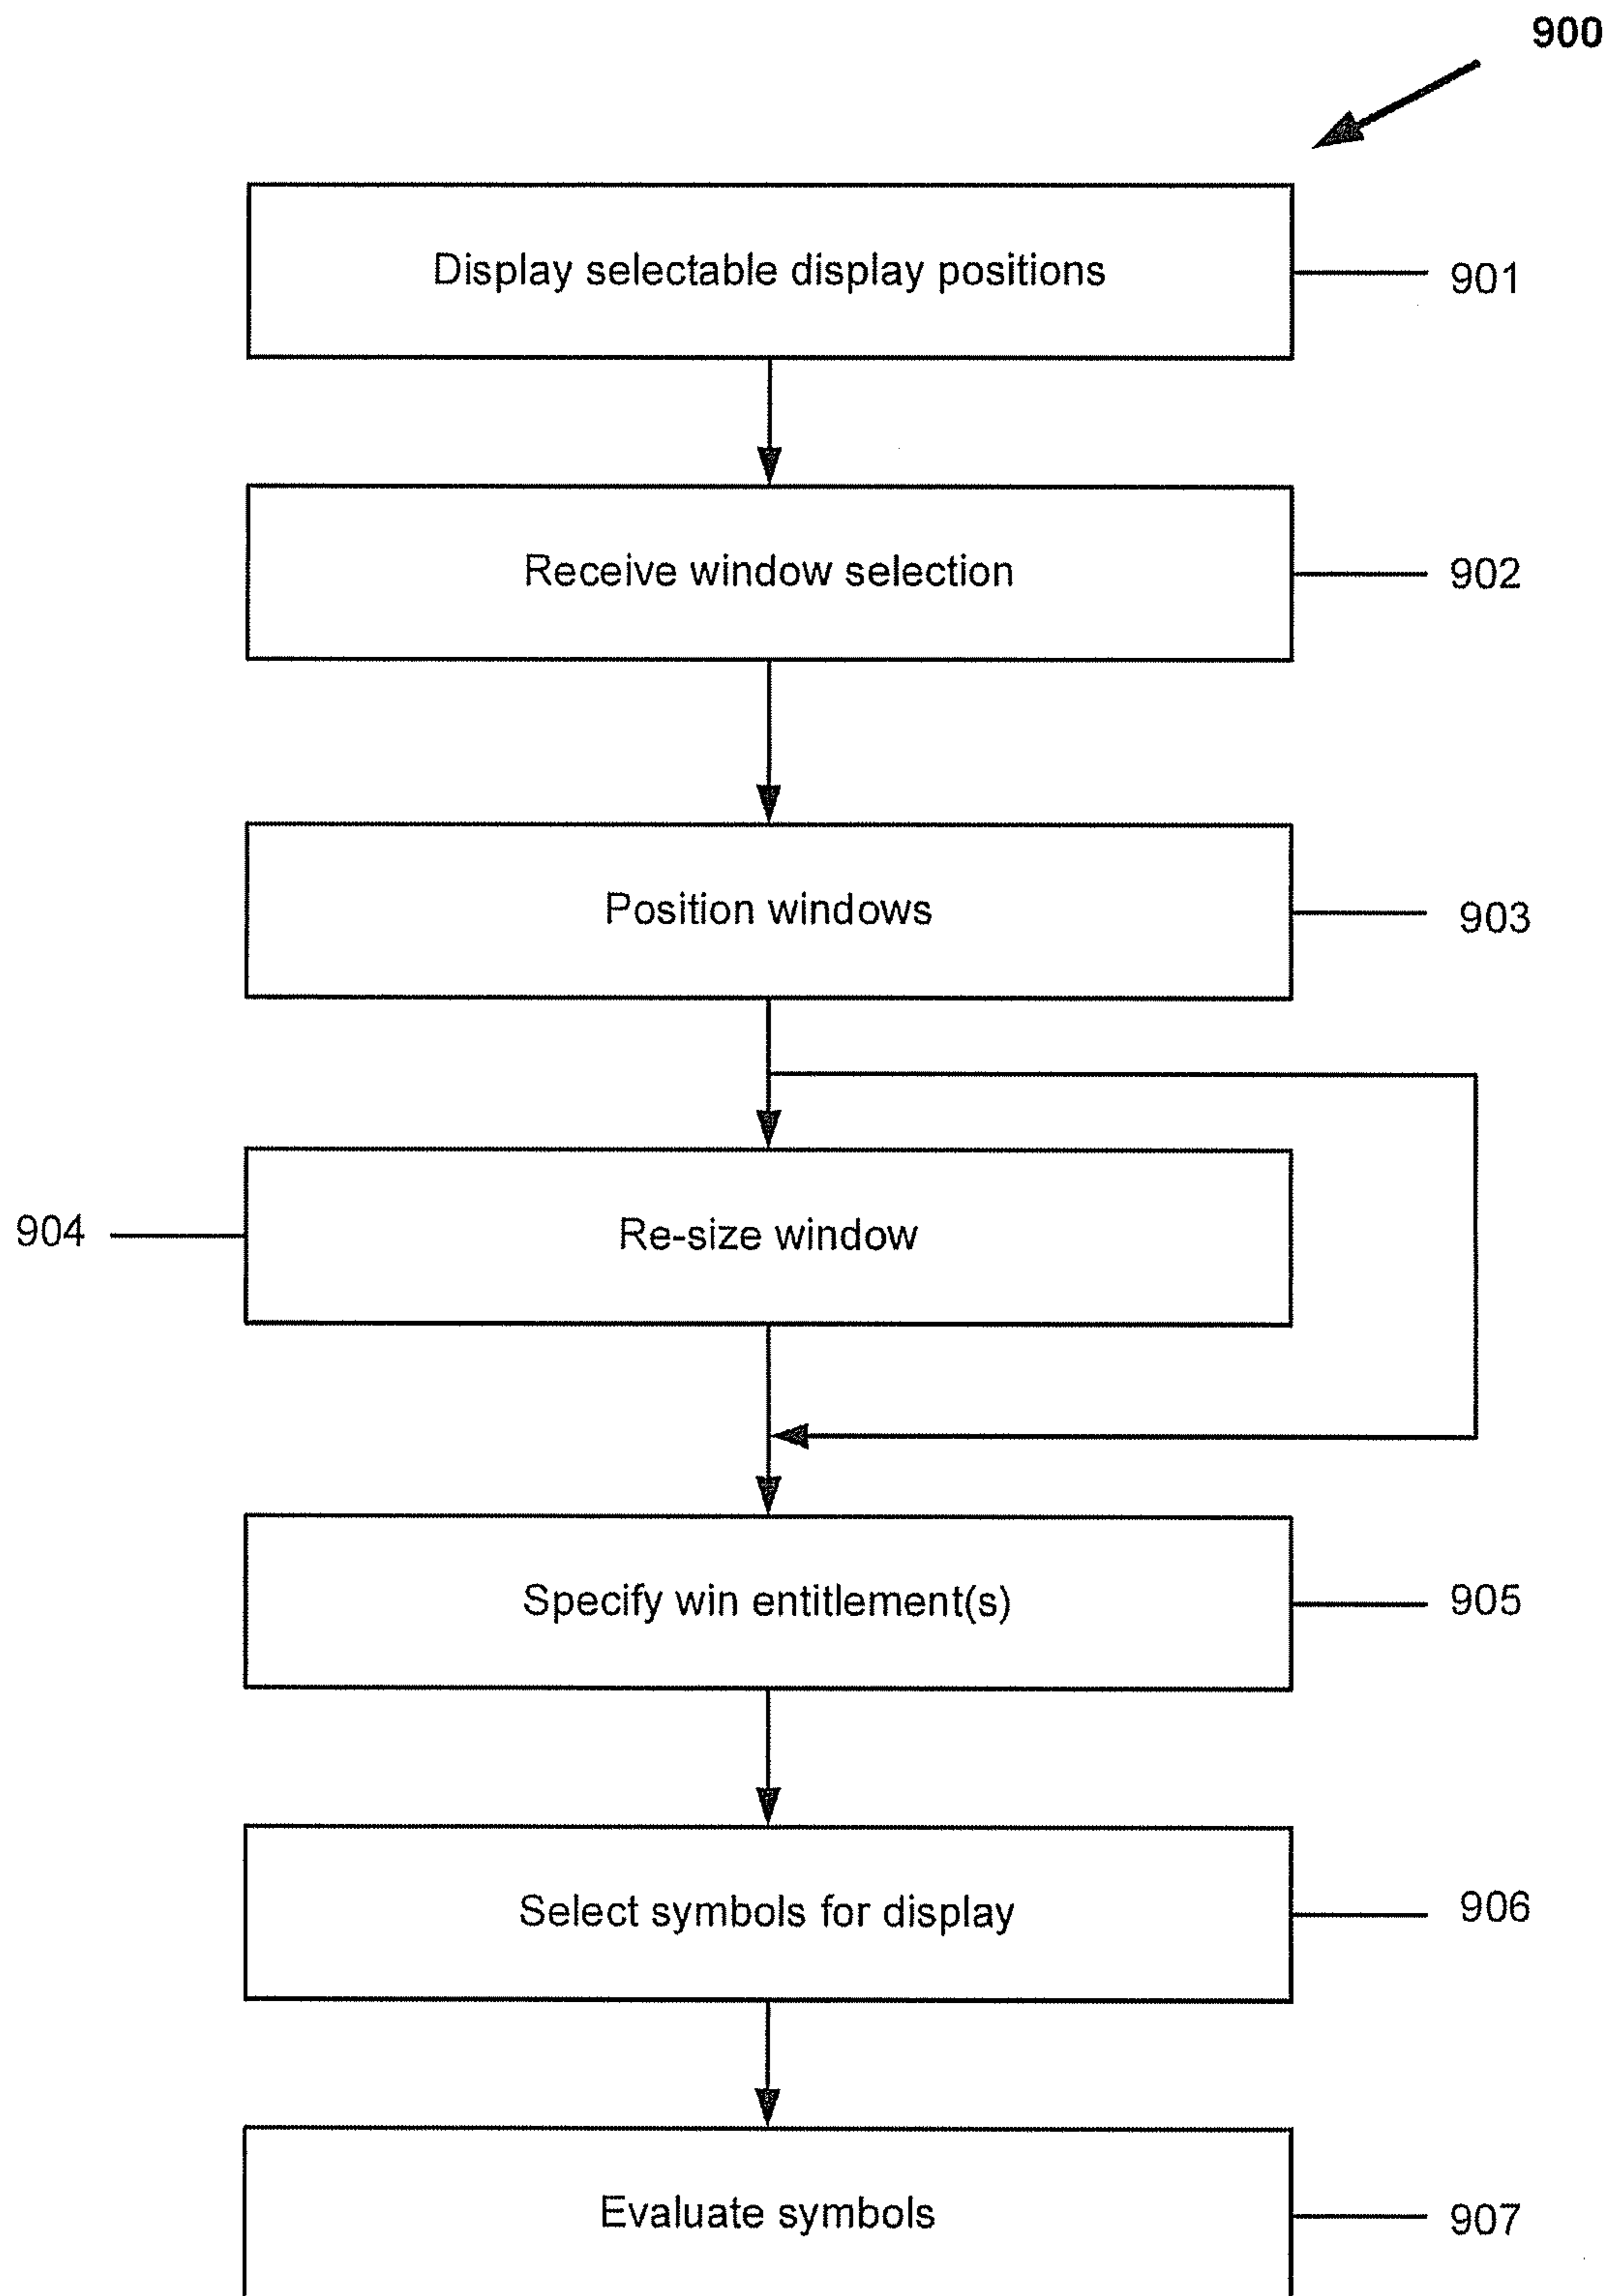 900
Display selectable display positions
901
Receive window selection
902
Position windows
903
904
Re-size window
Specify win entitlement(s)
905
Select symbols for display
906
Evaluate symbols
907